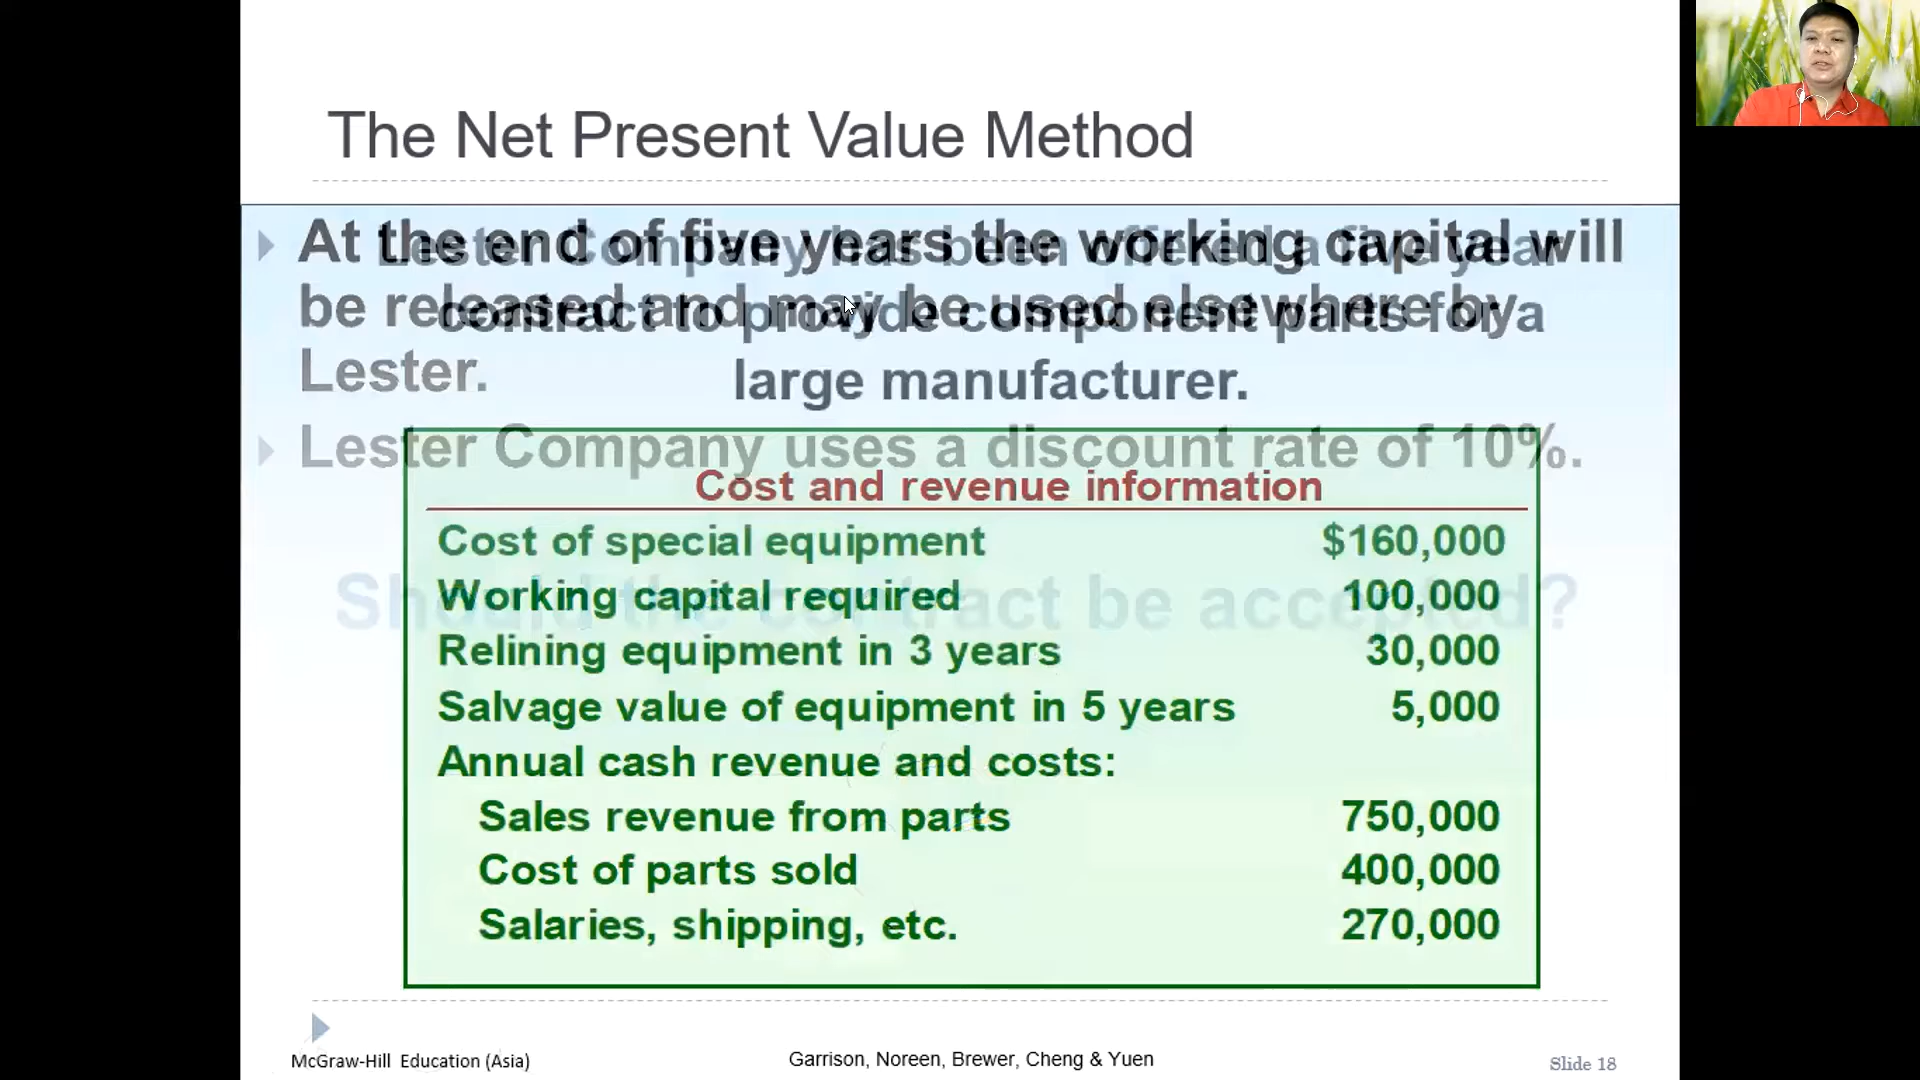 The Net Present Value Method
At the end of five years the working capital will
be released and may be used elsewhere by
Lester.
Lester Company has been offered a five year
contract to provide component parts for a
large manufacturer.
Lester Company uses a discount rate of 10%.
Should the contract be accepted?
Cost and revenue information
Cost of special equipment $160,000
Working capital required 100,000
Relining equipment in 3 years 30,000
Salvage value of equipment in 5 years 5,000
Annual cash revenue and costs:
Sales revenue from parts 750,000
Cost of parts sold 400,000
Salaries, shipping, etc. 270,000
McGraw-Hill Education (Asia)
Garrison, Noreen, Brewer, Cheng & Yuen
Slide 18